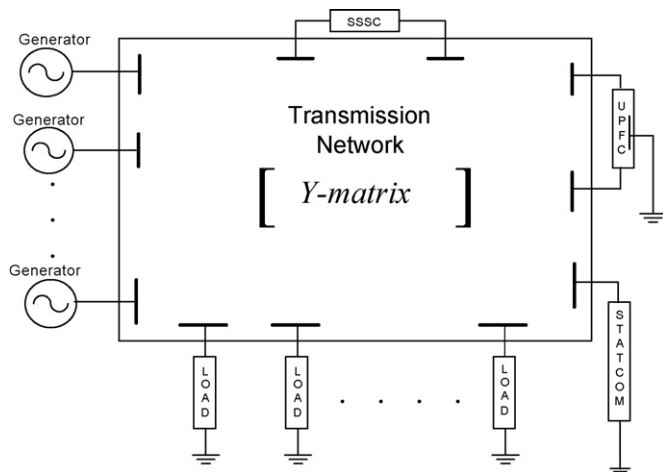 SSSC
Generator
Generator
Generator
Transmission
Network
[ Y-matrix ]
UPFC
STATCOM
LOAD
LOAD
LOAD